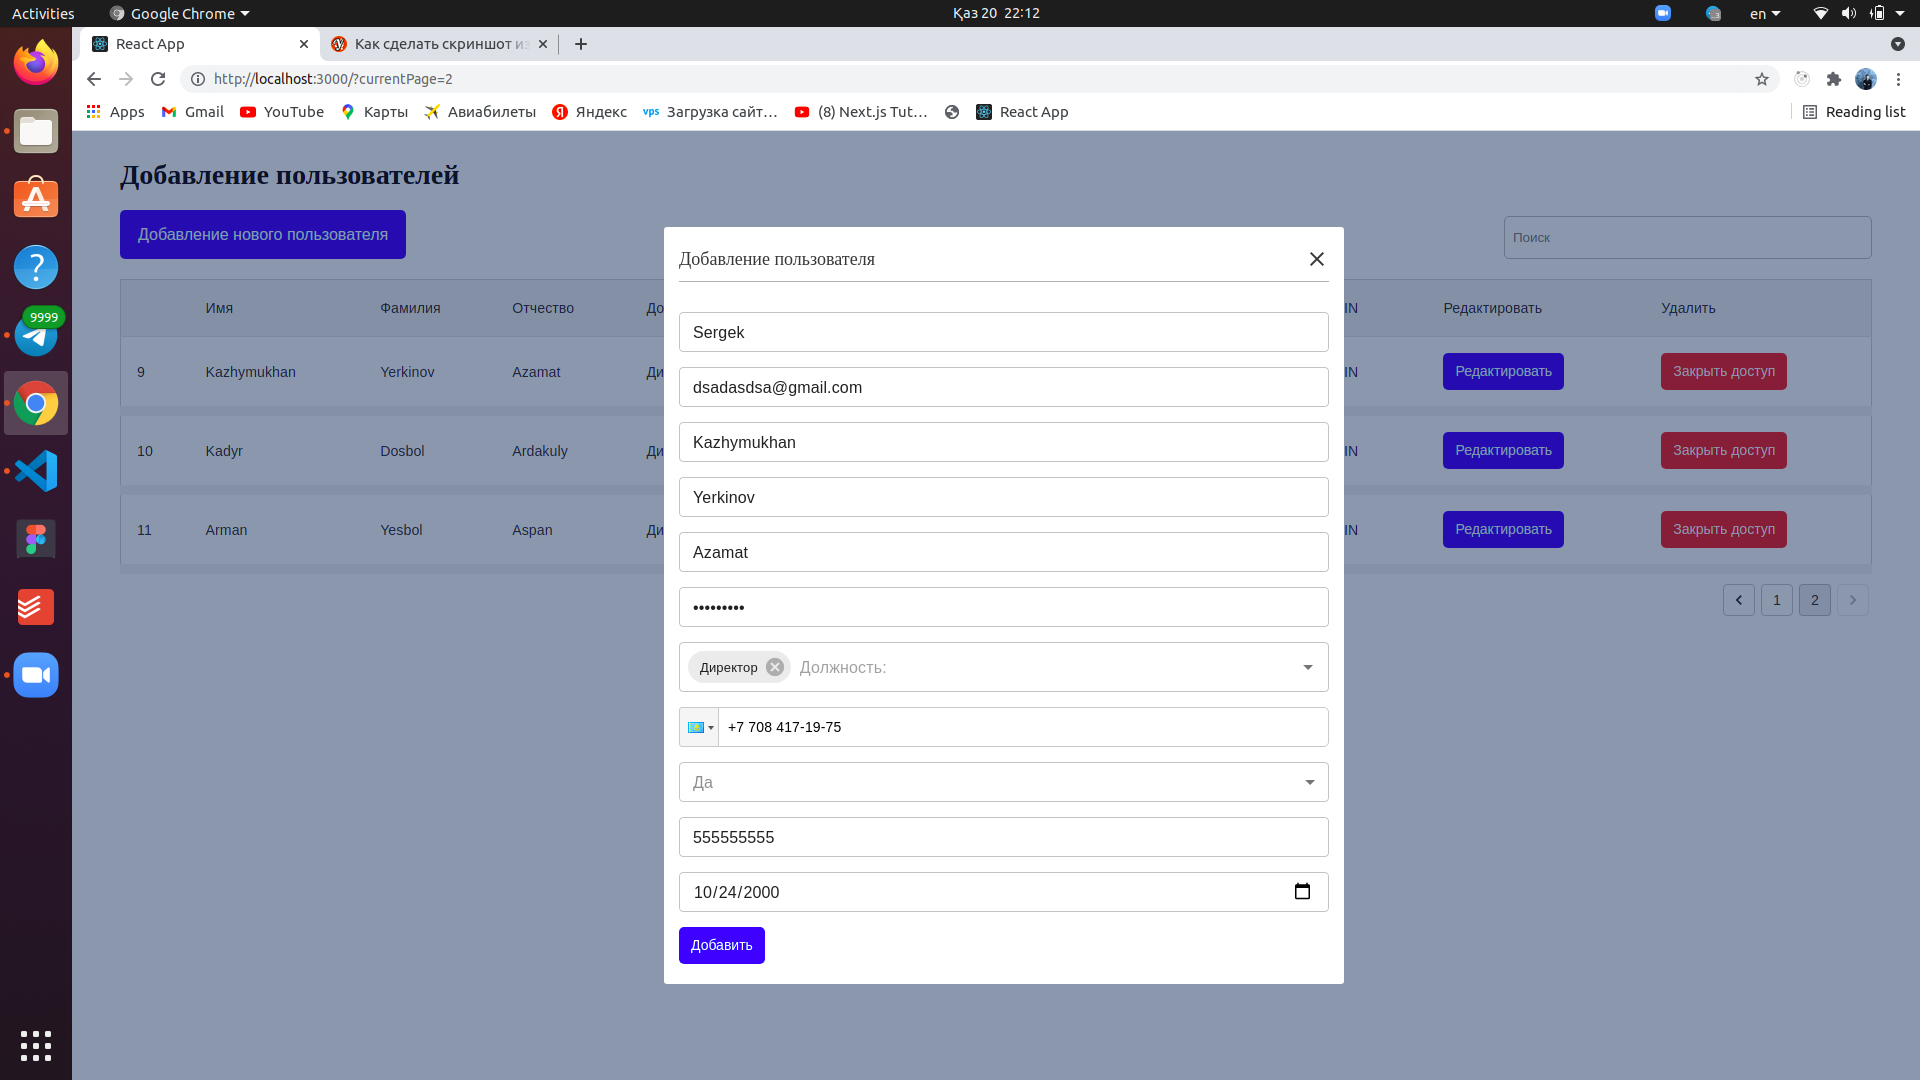 Activities
Google Chrome
Қаз 20 22:12
en
React App
Как сделать скриншот из
http://localhost:3000/?currentPage=2
Apps
Gmail
YouTube
Карты
Авиабилеты
Яндекс
vps
Загрузка сайт…
(8) Next.js Tut…
React App
Reading list
9999
Добавление пользователей
Добавление нового пользователя
Поиск
Имя Фамилия Отчество До IN Редактировать Удалить
9 Kazhymukhan Yerkinov Azamat Ди IN Редактировать Закрыть доступ
10 Kadyr Dosbol Ardakuly Ди IN Редактировать Закрыть доступ
11 Arman Yesbol Aspan Ди IN Редактировать Закрыть доступ
1 2
Добавление пользователя
Sergek
dsadasdsa@gmail.com
Kazhymukhan
Yerkinov
Azamat
•••••••••
Директор Должность:
+7 708 417-19-75
Да
555555555
10/24/2000
Добавить